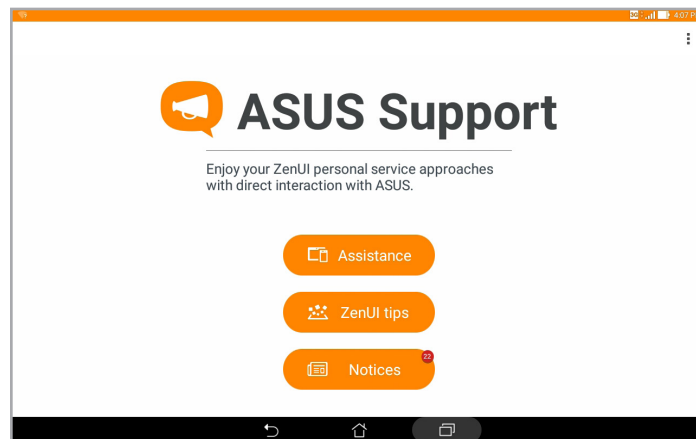 3G 4:07 P
ASUS Support
Enjoy your ZenUI personal service approaches
with direct interaction with ASUS.
Assistance
ZenUI tips
22
Notices